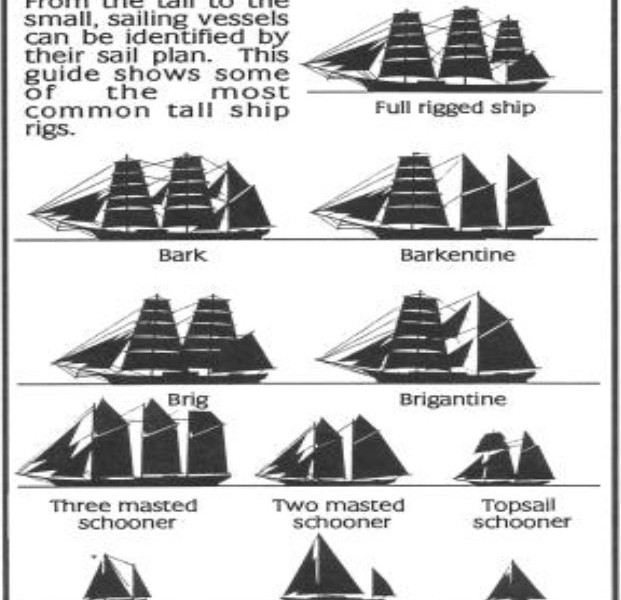 From the tall to the
small, sailing vessels
can be identified by
their sail plan. This
guide shows some
of the most
common tall ship
rigs.
Full rigged ship
Bark
Barkentine
Brig
Brigantine
Three masted
schooner
Two masted
schooner
Topsail
schooner